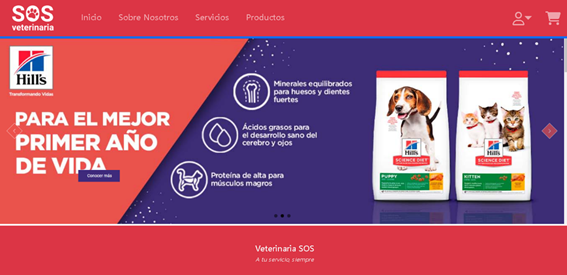 SOS
veterinaria
Inicio
Sobre Nosotros
Servicios
Productos
Hill's
Transformando Vidas
PARA EL MEJOR
PRIMER AÑO
DE VIDA
Conocer más
Minerales equilibrados
para huesos y dientes
fuertes
Ácidos grasos para
el desarrollo sano del
cerebro y ojos
Proteína de alta para
músculos magros
Hill's
SCIENCE DIET
PUPPY
Hill's
SCIENCE DIET
KITTEN
Veterinaria SOS
A tu servicio siempre